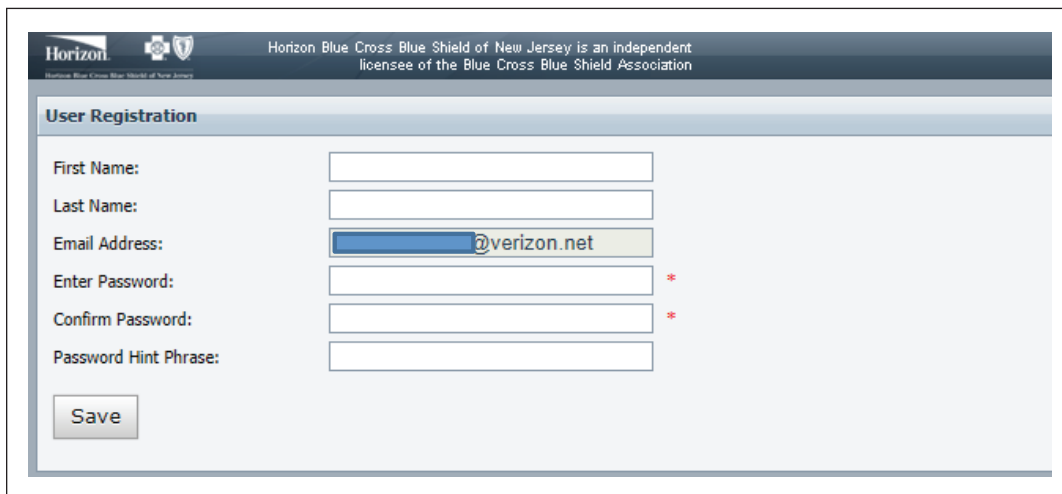 Horizon
Horizon Blue Cross Blue Shield of New Jersey
Horizon Blue Cross Blue Shield of New Jersey is an independent
licensee of the Blue Cross Blue Shield Association
User Registration
First Name:
Last Name:
Email Address: @verizon.net
Enter Password: *
Confirm Password: *
Password Hint Phrase:
Save